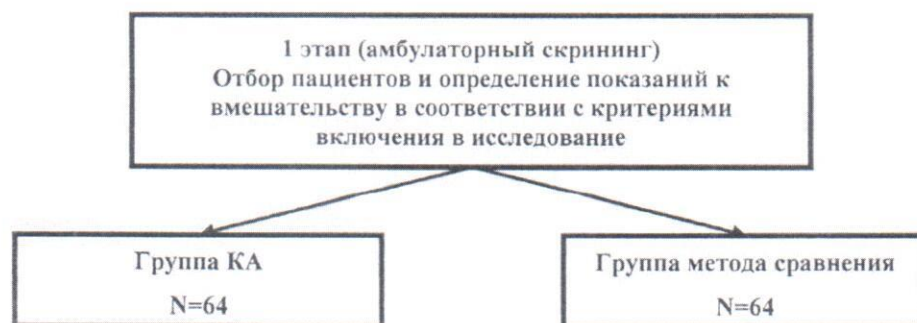 1 этап (амбулаторный скрининг)
Отбор пациентов и определение показаний к
вмешательству в соответствии с критериями
включения в исследование
Группа КА
N=64
Группа метода сравнения
N=64